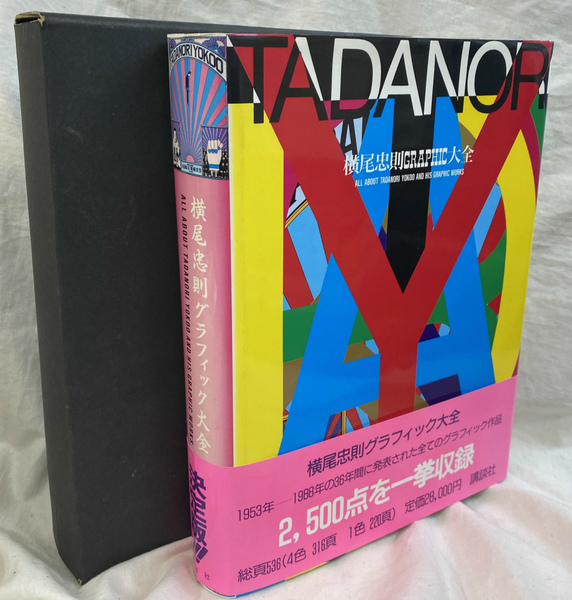 TADANORI YOKOO
横尾忠則グラフィック大全
ALL ABOUT TADANORI YOKOO AND HIS GRAPHIC WORKS
決定版!!
TADANOR
横尾忠則GRAPHIC大全
ALL ABOUT TADANORI YOKOO AND HIS GRAPHIC WORKS
横尾忠則グラフィック大全
1953年—1988年の36年間に発表された全てのグラフィック作品
2,500点を一挙収録
総頁536(4色 316頁 1色 220頁) 定価28,000円 講談社